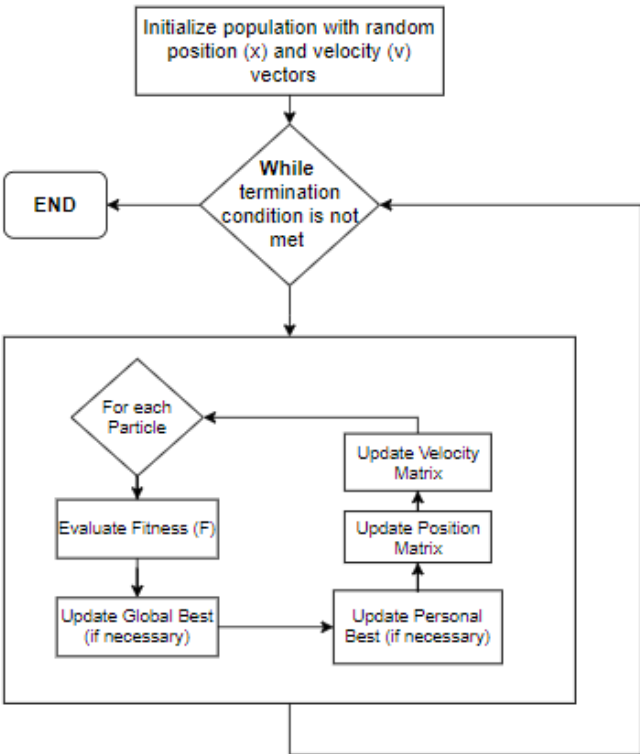 Initialize population with random
position (x) and velocity (v)
vectors
While
termination
condition is not
met
END
For each
Particle
Evaluate Fitness (F)
Update Global Best
(if necessary)
Update Personal
Best (if necessary)
Update Position
Matrix
Update Velocity
Matrix